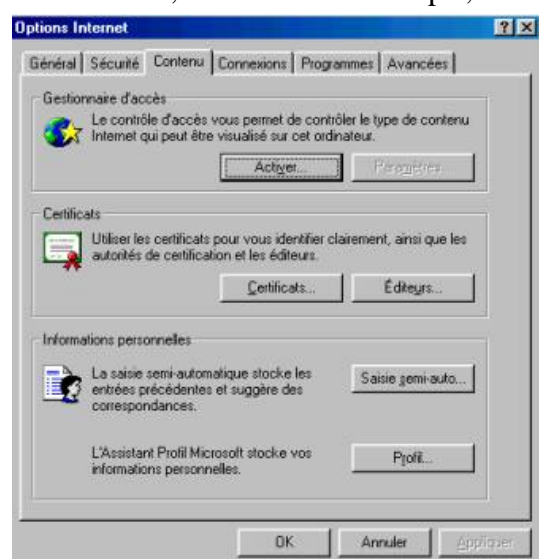 Options Internet
Général Sécurité Contenu Connexions Programmes Avancées
Gestionnaire d'accès
Le contrôle d'accès vous permet de contrôler le type de contenu
Internet qui peut être visualisé sur cet ordinateur.
Activer... Paramètres...
Certificats
Utiliser les certificats pour vous identifier clairement, ainsi que les
autorités de certification et les éditeurs.
Certificats... Éditeurs...
Informations personnelles
La saisie semi-automatique stocke les
entrées précédentes et suggère des
correspondances.
Saisie semi-auto...
L'Assistant Profil Microsoft stocke vos
informations personnelles.
Profil...
OK Annuler Appliquer